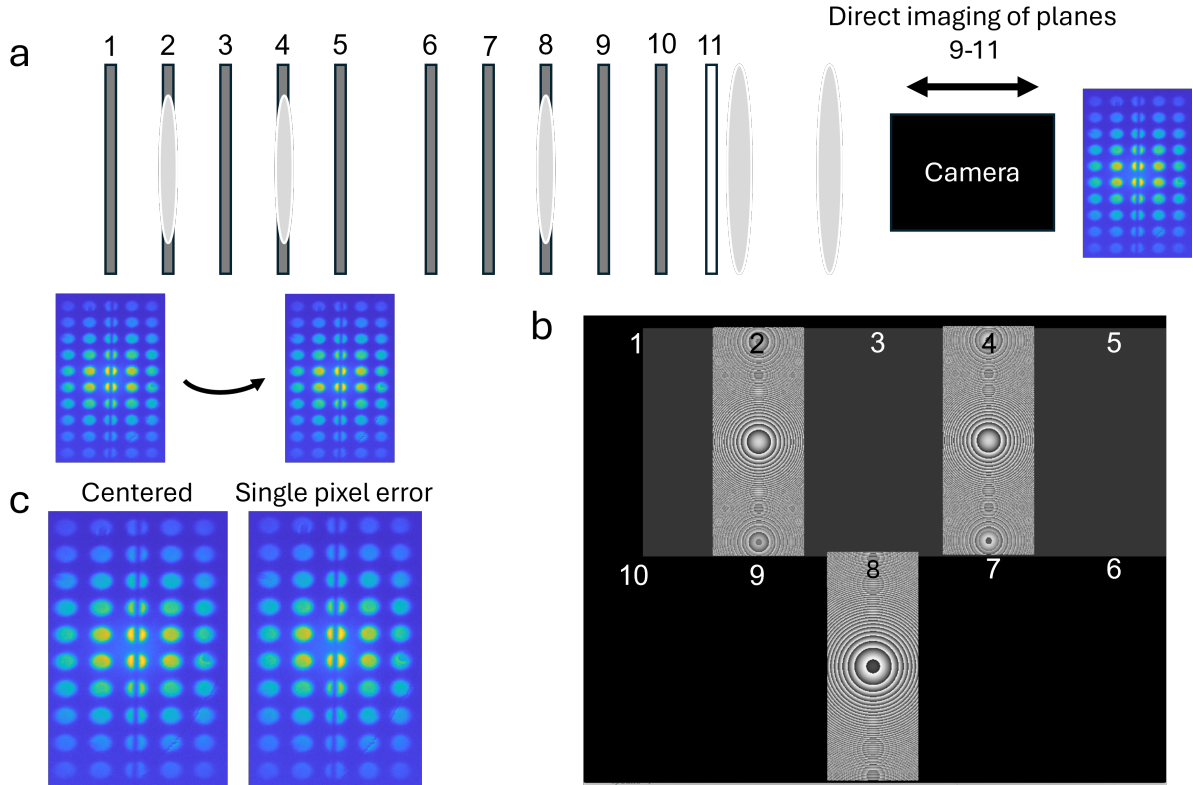 Direct imaging of planes
9-11
a
1 2 3 4 5 6 7 8 9 10 11
Camera
b
1 2 3 4 5
10 9 8 7 6
c
Centered Single pixel error